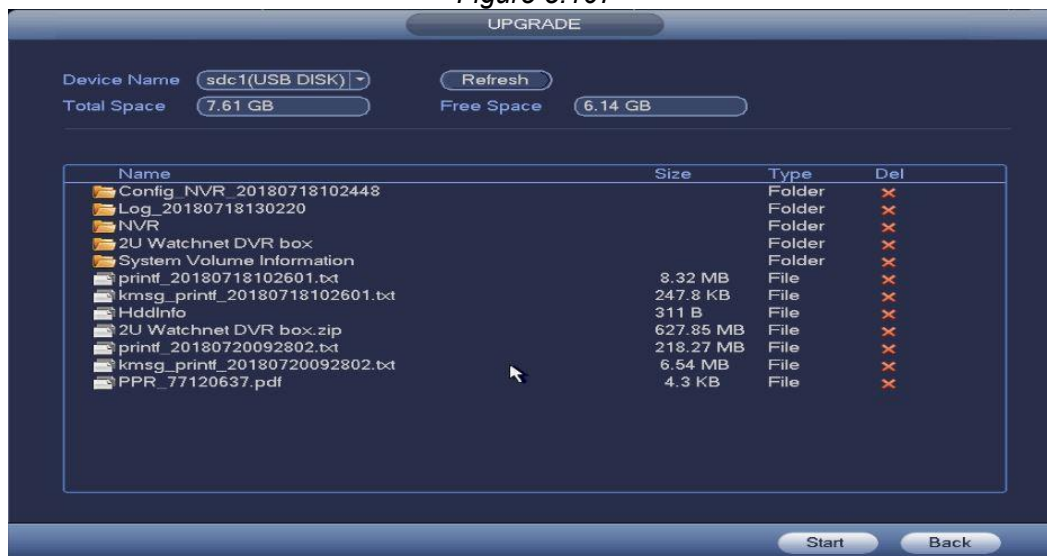 UPGRADE
Device Name sdc1(USB DISK) Refresh
Total Space 7.61 GB Free Space 6.14 GB
Name Size Type Del
Config_NVR_20180718102448 Folder
Log_20180718130220 Folder
NVR Folder
2U Watchnet DVR box Folder
System Volume Information Folder
printf_20180718102601.txt 8.32 MB File
kmsg_printf_20180718102601.txt 247.8 KB File
HddInfo 311 B File
2U Watchnet DVR box.zip 627.85 MB File
printf_20180720092802.txt 218.27 MB File
kmsg_printf_20180720092802.txt 6.54 MB File
PPR_77120637.pdf 4.3 KB File
Start Back